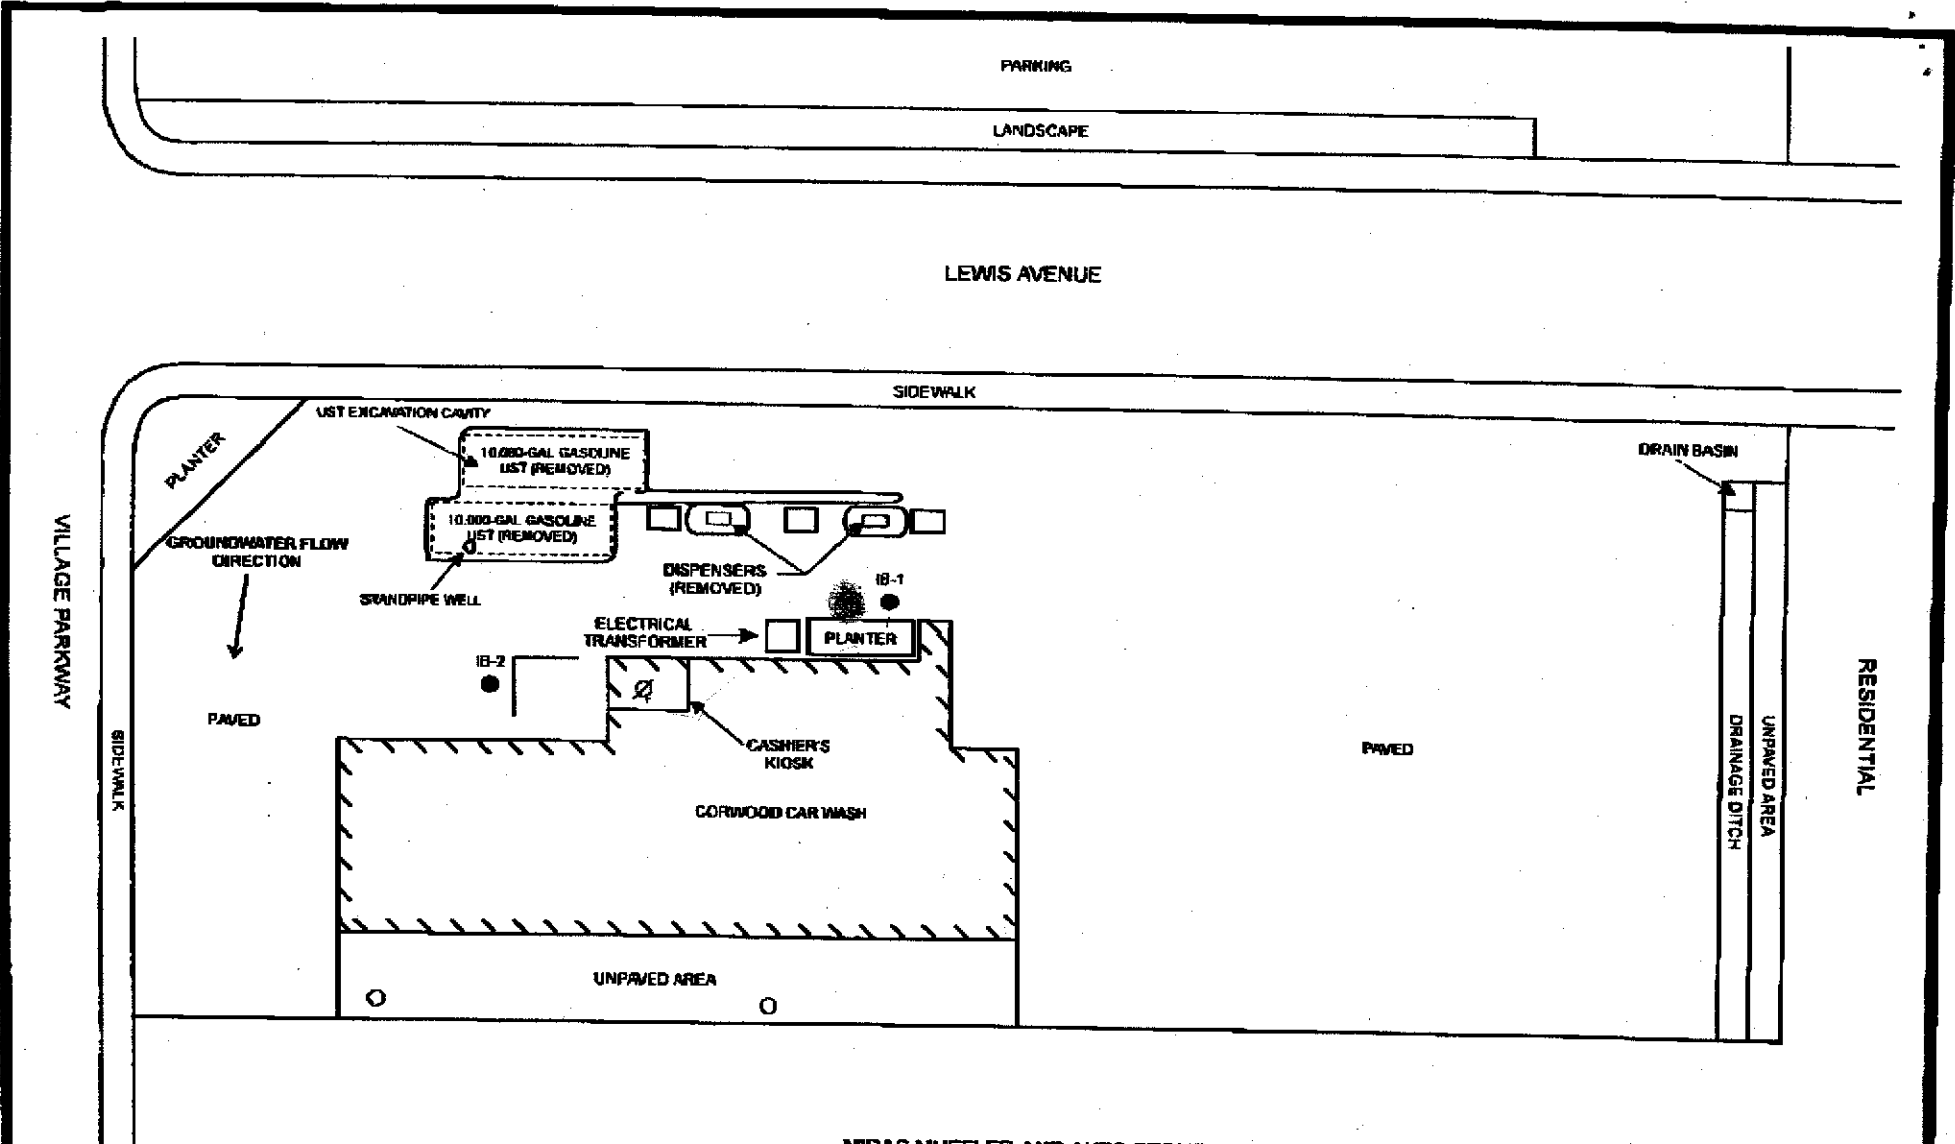 PARKING
LANDSCAPE
LEWIS AVENUE
SIDEWALK
UST EXCAVATION CAVITY
PLANTER
10,000-GAL GASOLINE
UST (REMOVED)
DRAIN BASIN
10,000-GAL GASOLINE
UST (REMOVED)
GROUNDWATER FLOW
DIRECTION
VILLAGE PARKWAY
STANDPIPE WELL
DISPENSERS
(REMOVED)
IB-1
ELECTRICAL
TRANSFORMER
PLANTER
IB-2
PAVED
SIDEWALK
CASHIER'S
KIOSK
PAVED
DRAINAGE DITCH
UNPAVED AREA
RESIDENTIAL
CORWOOD CAR WASH
UNPAVED AREA